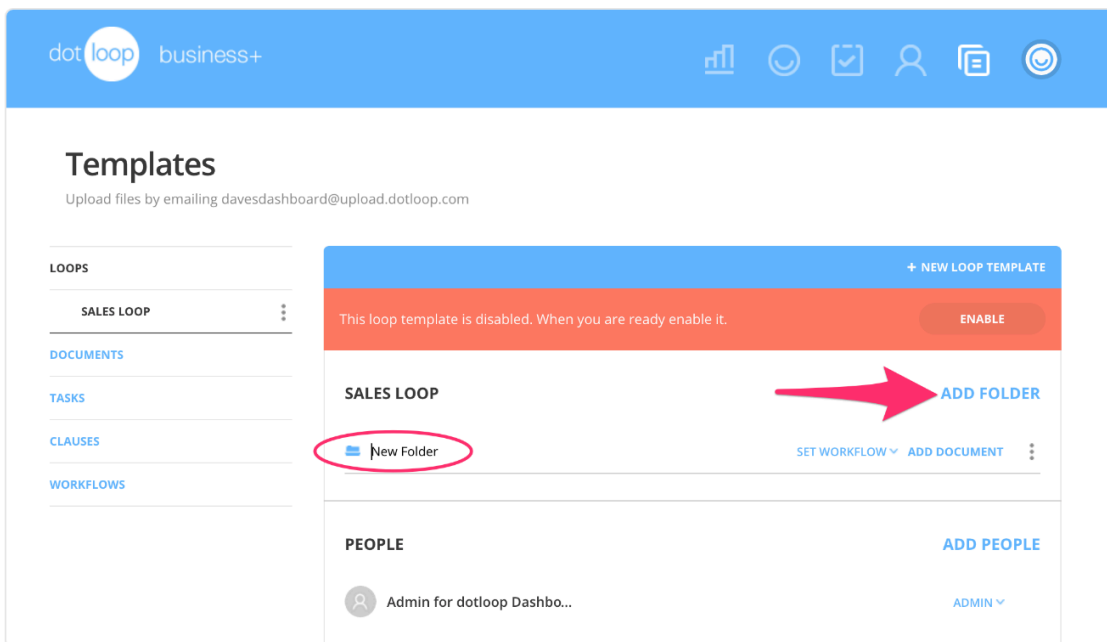 dotloop business+
Templates
Upload files by emailing davesdashboard@upload.dotloop.com
LOOPS
SALES LOOP
DOCUMENTS
TASKS
CLAUSES
WORKFLOWS
+ NEW LOOP TEMPLATE
This loop template is disabled. When you are ready enable it. ENABLE
SALES LOOP ADD FOLDER
New Folder SET WORKFLOW ADD DOCUMENT
PEOPLE ADD PEOPLE
Admin for dotloop Dashbo... ADMIN